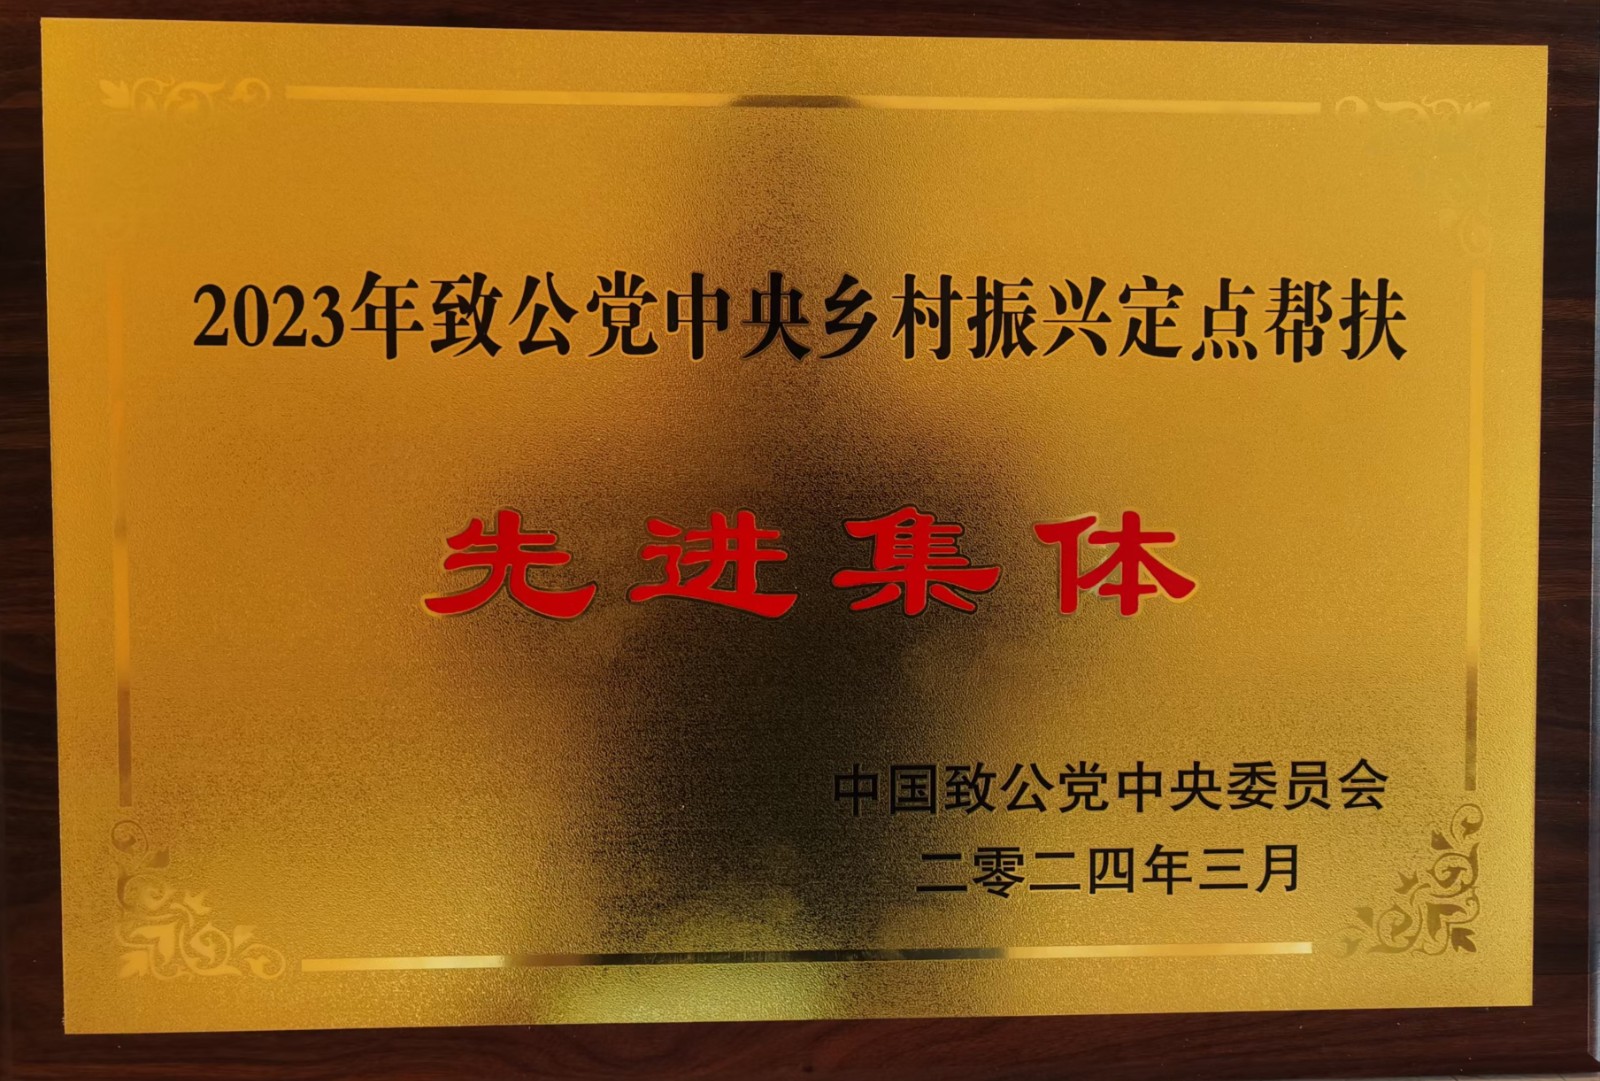 2023年致公党中央乡村振兴定点帮扶
先进集体
中国致公党中央委员会
二零二四年三月